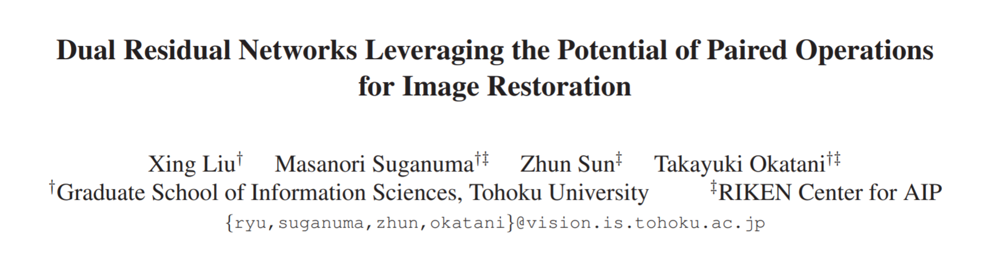 Dual Residual Networks Leveraging the Potential of Paired Operations
for Image Restoration
Xing Liu† Masanori Suganuma†‡ Zhun Sun‡ Takayuki Okatani†‡
†Graduate School of Information Sciences, Tohoku University ‡RIKEN Center for AIP
{ryu,suganuma,zhun,okatani}@vision.is.tohoku.ac.jp